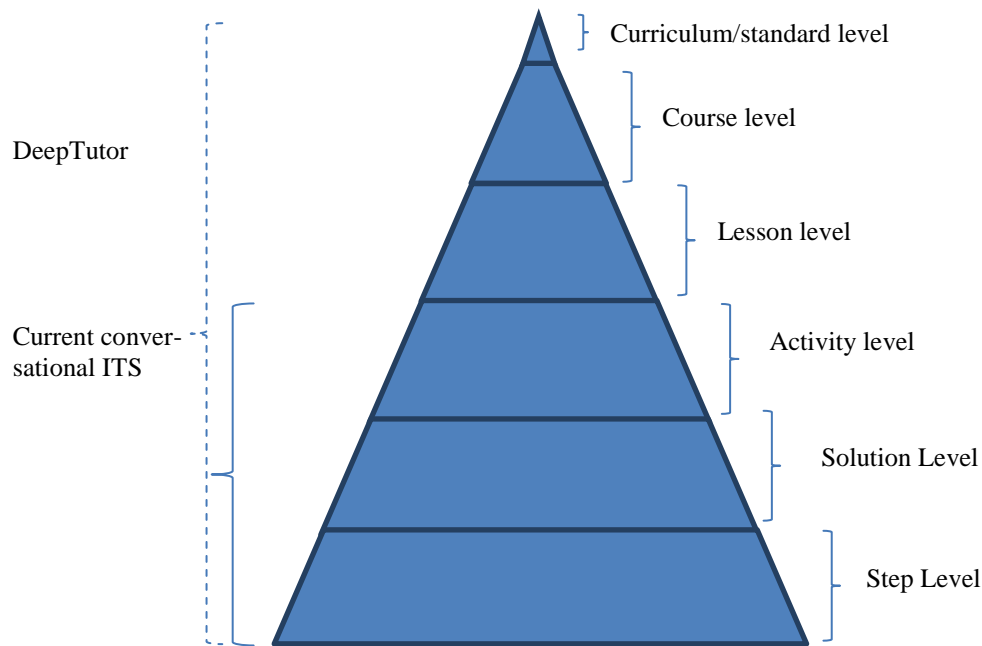 Curriculum/standard level
Course level
DeepTutor
Lesson level
Current conver-
sational ITS
Activity level
Solution Level
Step Level